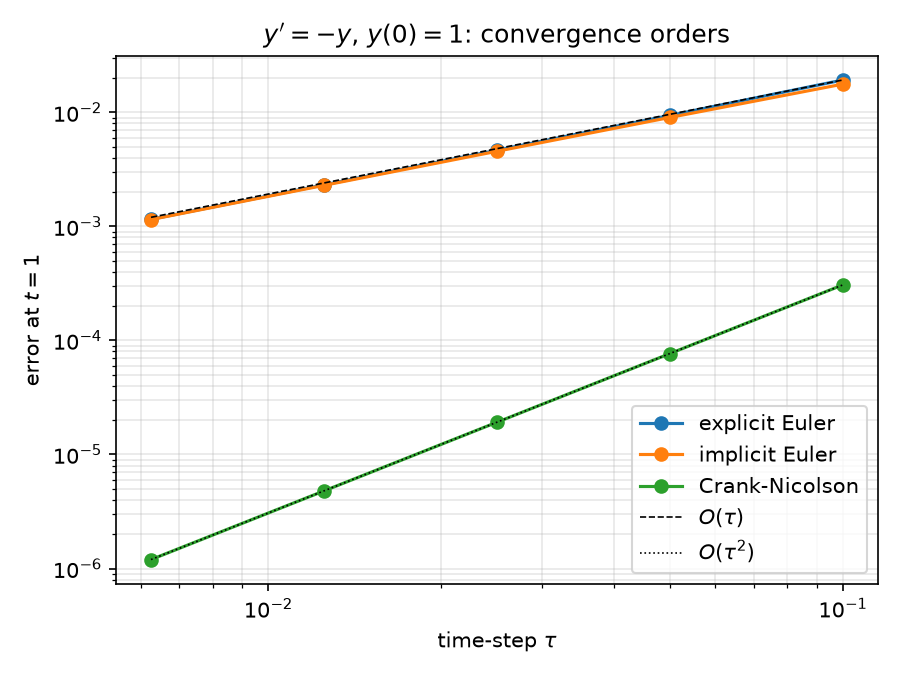 y′ = −y, y(0) = 1: convergence orders
error at t = 1
10⁻²
10⁻³
10⁻⁴
10⁻⁵
10⁻⁶
explicit Euler
implicit Euler
Crank-Nicolson
O(τ)
O(τ²)
10⁻² 10⁻¹
time-step τ